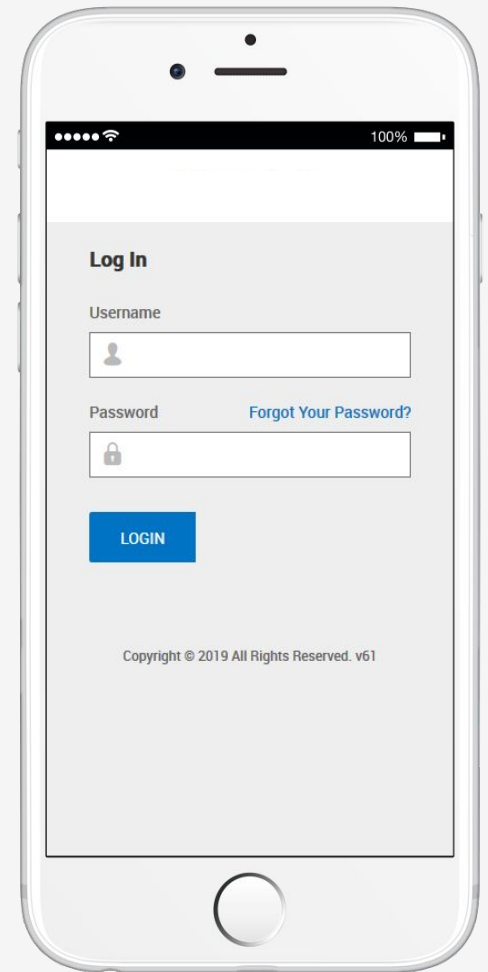 100%
Log In
Username
Password Forgot Your Password?
LOGIN
Copyright © 2019 All Rights Reserved. v61